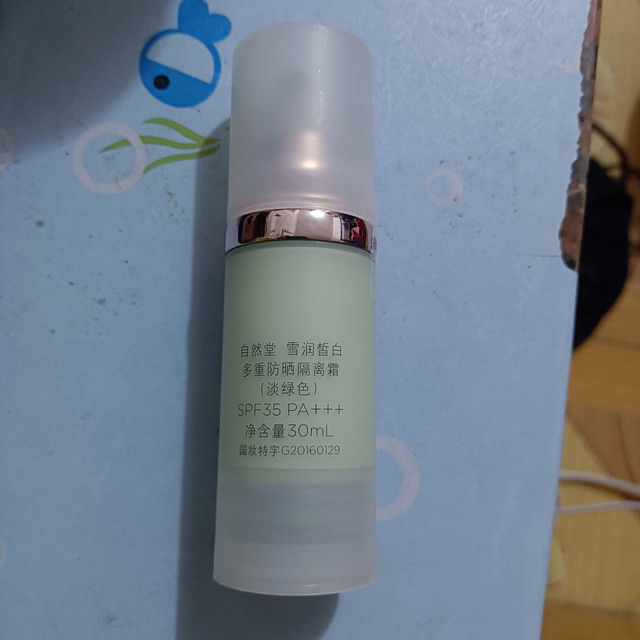 自然堂 雪润皙白
多重防晒隔离霜
(淡绿色)
SPF35 PA+++
净含量30mL
国妆特字G20160129